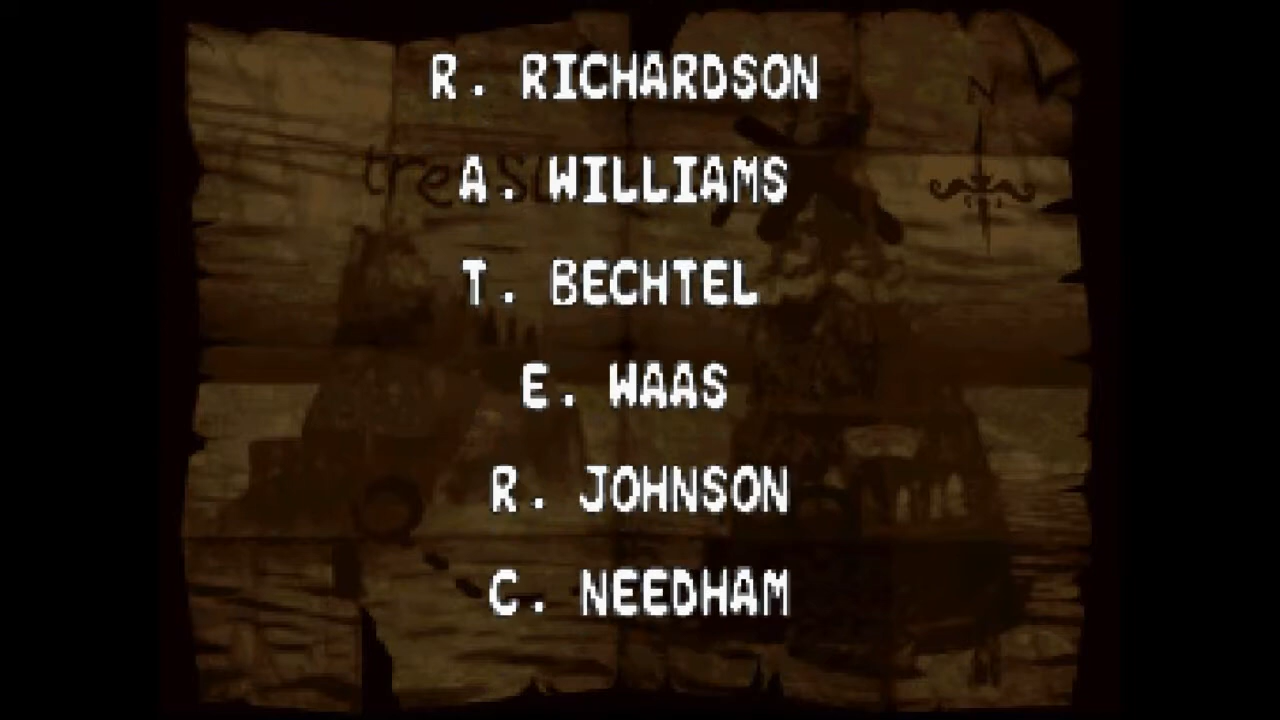 N
R. RICHARDSON
A. WILLIAMS
T. BECHTEL
E. WAAS
R. JOHNSON
C. NEEDHAM